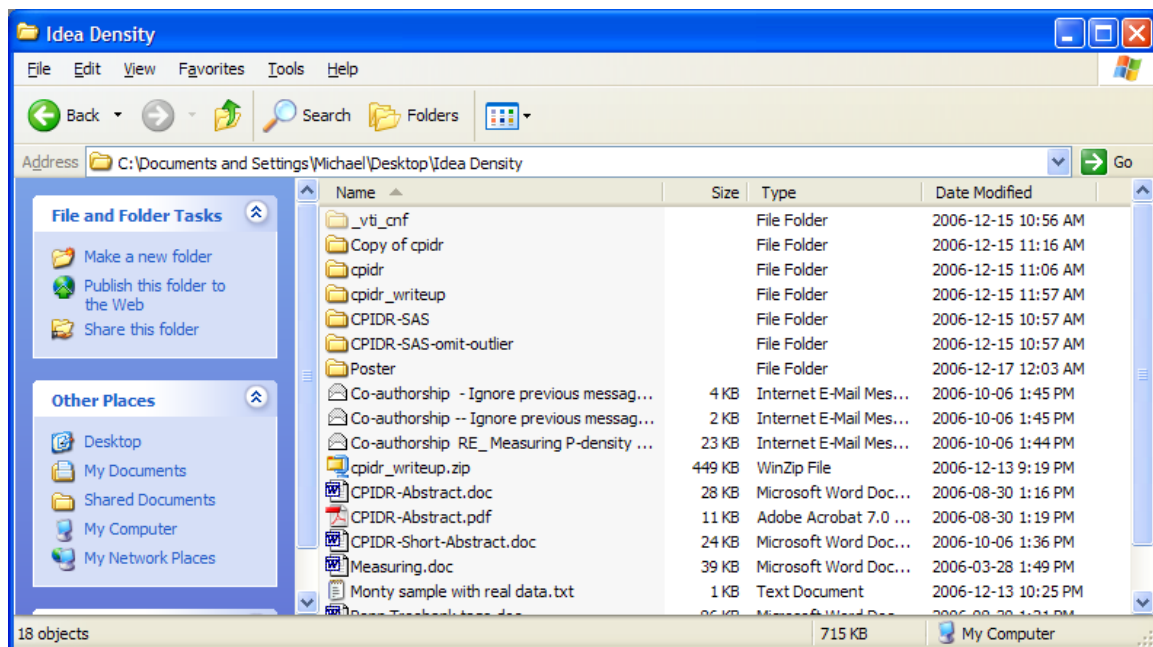 Idea Density
File Edit View Favorites Tools Help
Back Search Folders
Address C:\Documents and Settings\Michael\Desktop\Idea Density Go
File and Folder Tasks
Make a new folder
Publish this folder to
the Web
Share this folder
Other Places
Desktop
My Documents
Shared Documents
My Computer
My Network Places
Name Size Type Date Modified
_vti_cnf File Folder 2006-12-15 10:56 AM
Copy of cpidr File Folder 2006-12-15 11:16 AM
cpidr File Folder 2006-12-15 11:06 AM
cpidr_writeup File Folder 2006-12-15 11:57 AM
CPIDR-SAS File Folder 2006-12-15 10:57 AM
CPIDR-SAS-omit-outlier File Folder 2006-12-15 10:57 AM
Poster File Folder 2006-12-17 12:03 AM
Co-authorship - Ignore previous messag... 4 KB Internet E-Mail Mes... 2006-10-06 1:45 PM
Co-authorship -- Ignore previous messag... 2 KB Internet E-Mail Mes... 2006-10-06 1:45 PM
Co-authorship RE_ Measuring P-density ... 23 KB Internet E-Mail Mes... 2006-10-06 1:44 PM
cpidr_writeup.zip 449 KB WinZip File 2006-12-13 9:19 PM
CPIDR-Abstract.doc 28 KB Microsoft Word Doc... 2006-08-30 1:16 PM
CPIDR-Abstract.pdf 11 KB Adobe Acrobat 7.0 ... 2006-08-30 1:19 PM
CPIDR-Short-Abstract.doc 24 KB Microsoft Word Doc... 2006-10-06 1:36 PM
Measuring.doc 39 KB Microsoft Word Doc... 2006-03-28 1:49 PM
Monty sample with real data.txt 1 KB Text Document 2006-12-13 10:25 PM
18 objects 715 KB My Computer